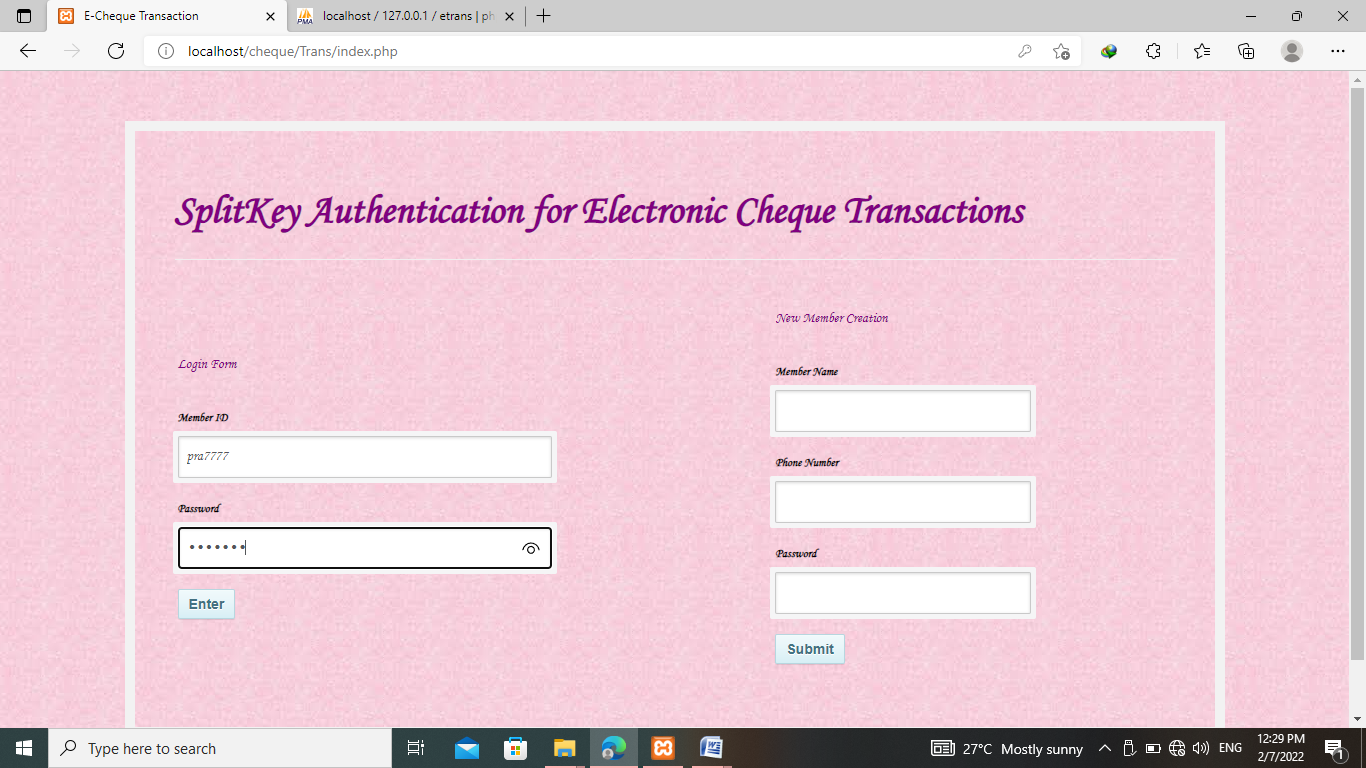 E-Cheque Transaction
localhost / 127.0.0.1 / etrans | ph
localhost/cheque/Trans/index.php
SplitKey Authentication for Electronic Cheque Transactions
Login Form
Member ID
pra7777
Password
Enter
New Member Creation
Member Name
Phone Number
Password
Submit
Type here to search
27°C Mostly sunny
ENG
12:29 PM
2/7/2022
1